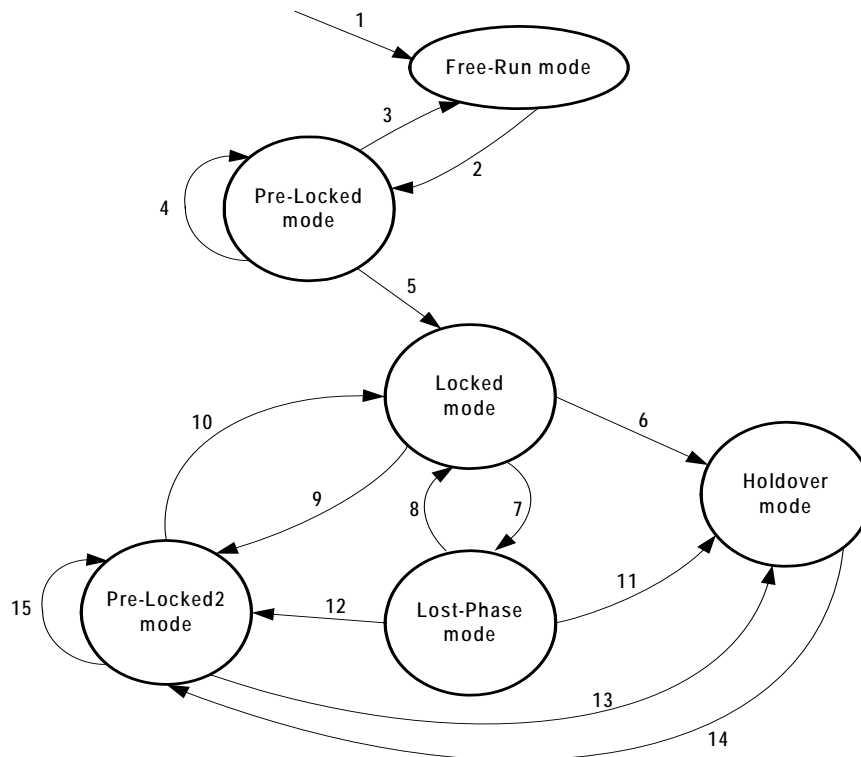 1
Free-Run mode
3
2
Pre-Locked
mode
4
5
Locked
mode
10
6
Holdover
mode
9
8
7
11
Pre-Locked2
mode
15
12
Lost-Phase
mode
13
14